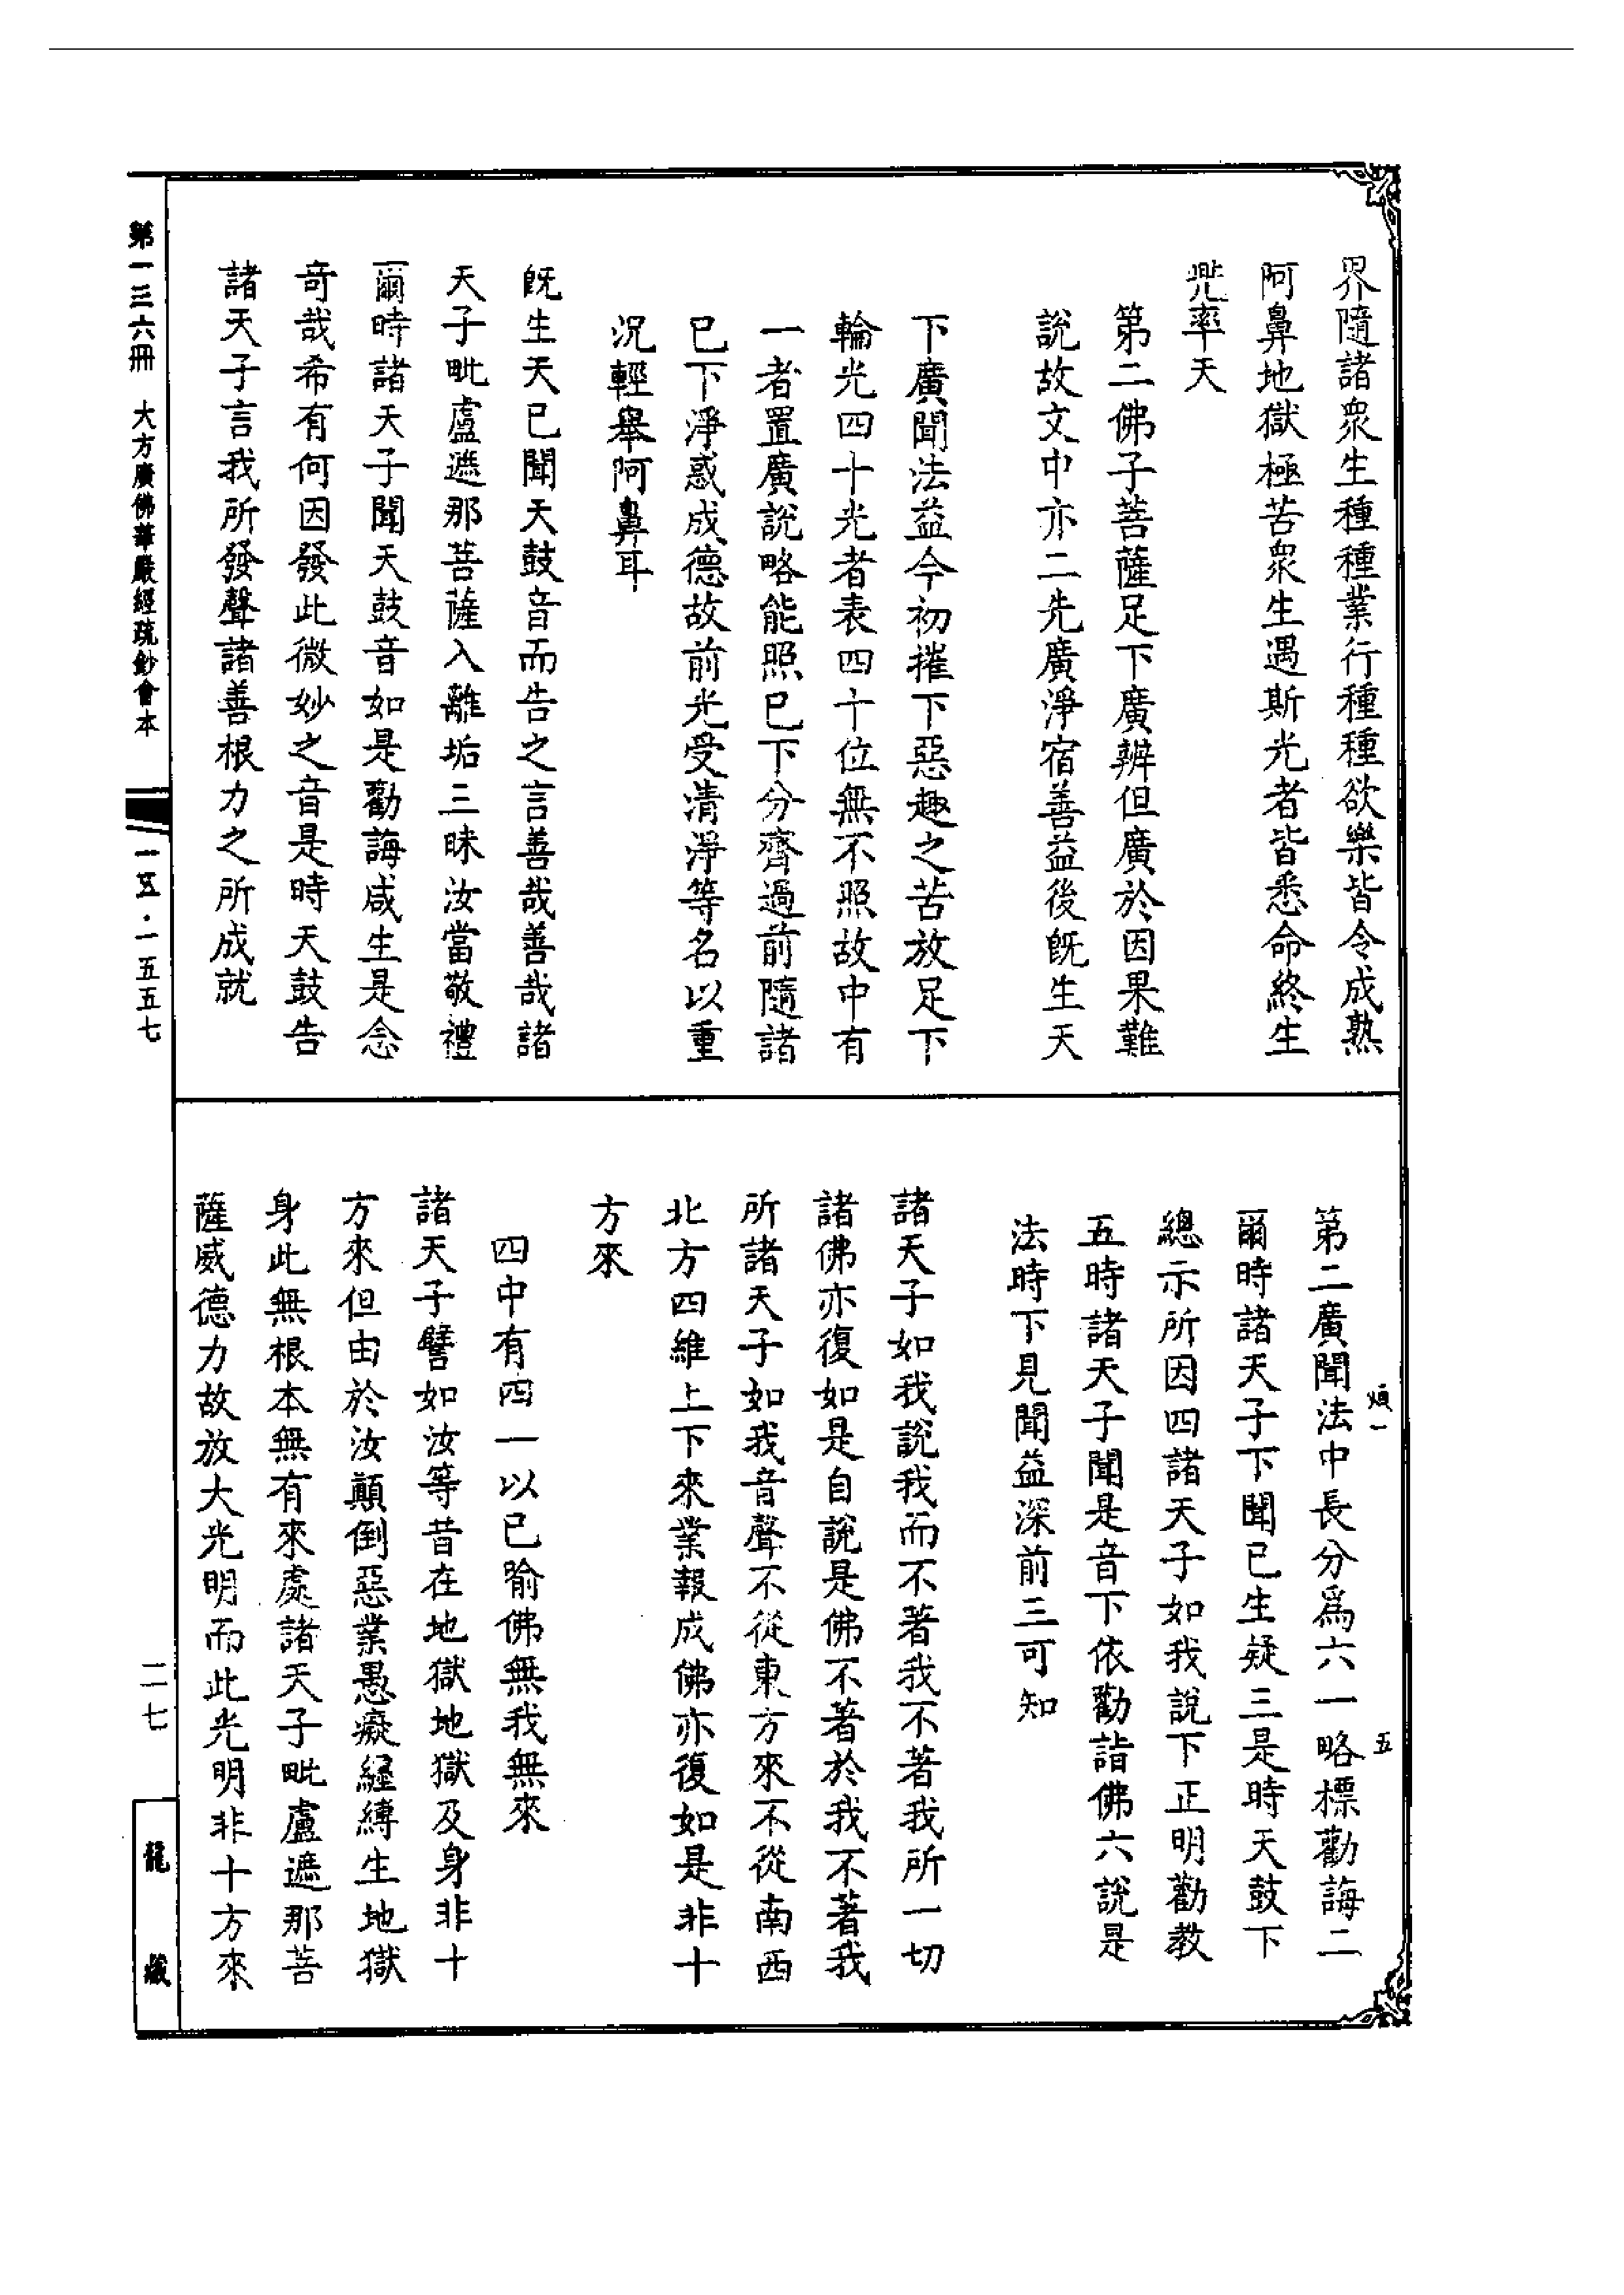 界隨諸衆生種種業行種種欲樂皆令成熟
阿鼻地獄極苦衆生遇斯光者皆悉命終生
兠率天
第二佛子菩薩足下廣辨但廣於因果難
說故文中亦二先廣淨宿善益後旣生天
下廣聞法益今初摧下惡趣之苦放足下
輪光四十光者表四十位無不照故中有
一者置廣說略能照已下分齊過前隨諸
已下淨惑成德故前光受清淨等名以重
況輕舉阿鼻耳
旣生天已聞天鼓音而告之言善哉善哉諸
天子毗盧遮那菩薩入離垢三昧汝當敬禮
爾時諸天子聞天鼓音如是勸誨咸生是念
奇哉希有何因發此微妙之音是時天鼓告
諸天子言我所發聲諸善根力之所成就
第二廣聞法中長分爲六一略標勸誨二
爾時諸天子下聞已生疑三是時天鼓下
總示所因四諸天子如我說下正明勸教
五時諸天子聞是音下依勸詣佛六說是
法時下見聞益深前三可知
諸天子如我說我而不著我不著我所一切
諸佛亦復如是自說是佛不著於我不著我
所諸天子如我音聲不從東方來不從南西
北方四維上下來業報成佛亦復如是非十
方來
四中有四一以已喻佛無我無來
諸天子譬如汝等昔在地獄地獄及身非十
方來但由於汝顛倒惡業愚癡纏縛生地獄
身此無根本無有來處諸天子毗盧遮那菩
薩威德力故放大光明而此光明非十方來
煩一
五
第一三六冊 大方廣佛華嚴經疏鈔會本
一五·一五五七
二七
龍藏